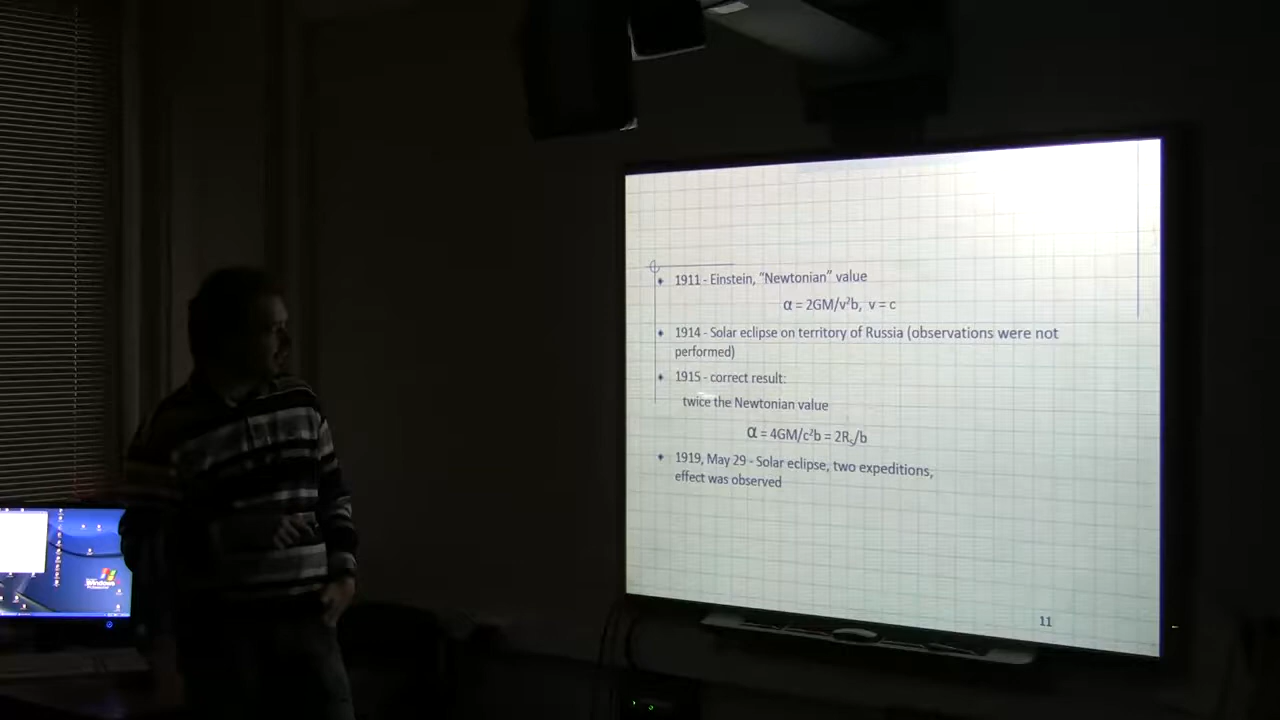 1911 - Einstein, “Newtonian” value
α = 2GM/v²b, v = c
1914 - Solar eclipse on territory of Russia (observations were not
performed)
1915 - correct result:
twice the Newtonian value
α = 4GM/c²b = 2Rₛ/b
1919, May 29 - Solar eclipse, two expeditions,
effect was observed
11
Windows